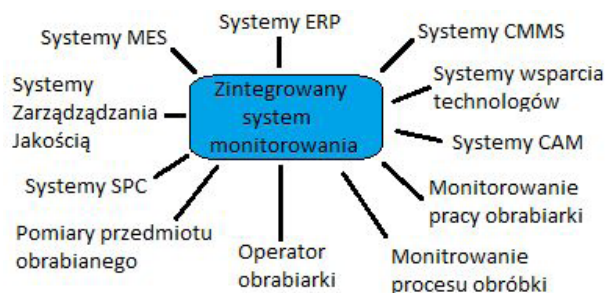 Systemy ERP
Systemy MES
Systemy CMMS
Systemy
Zarządządzania
Jakością
Zintegrowany
system
monitorowania
Systemy wsparcia
technologów
Systemy CAM
Systemy SPC
Monitorowanie
pracy obrabiarki
Pomiary przedmiotu
obrabianego
Operator
obrabiarki
Monitrowanie
procesu obróbki